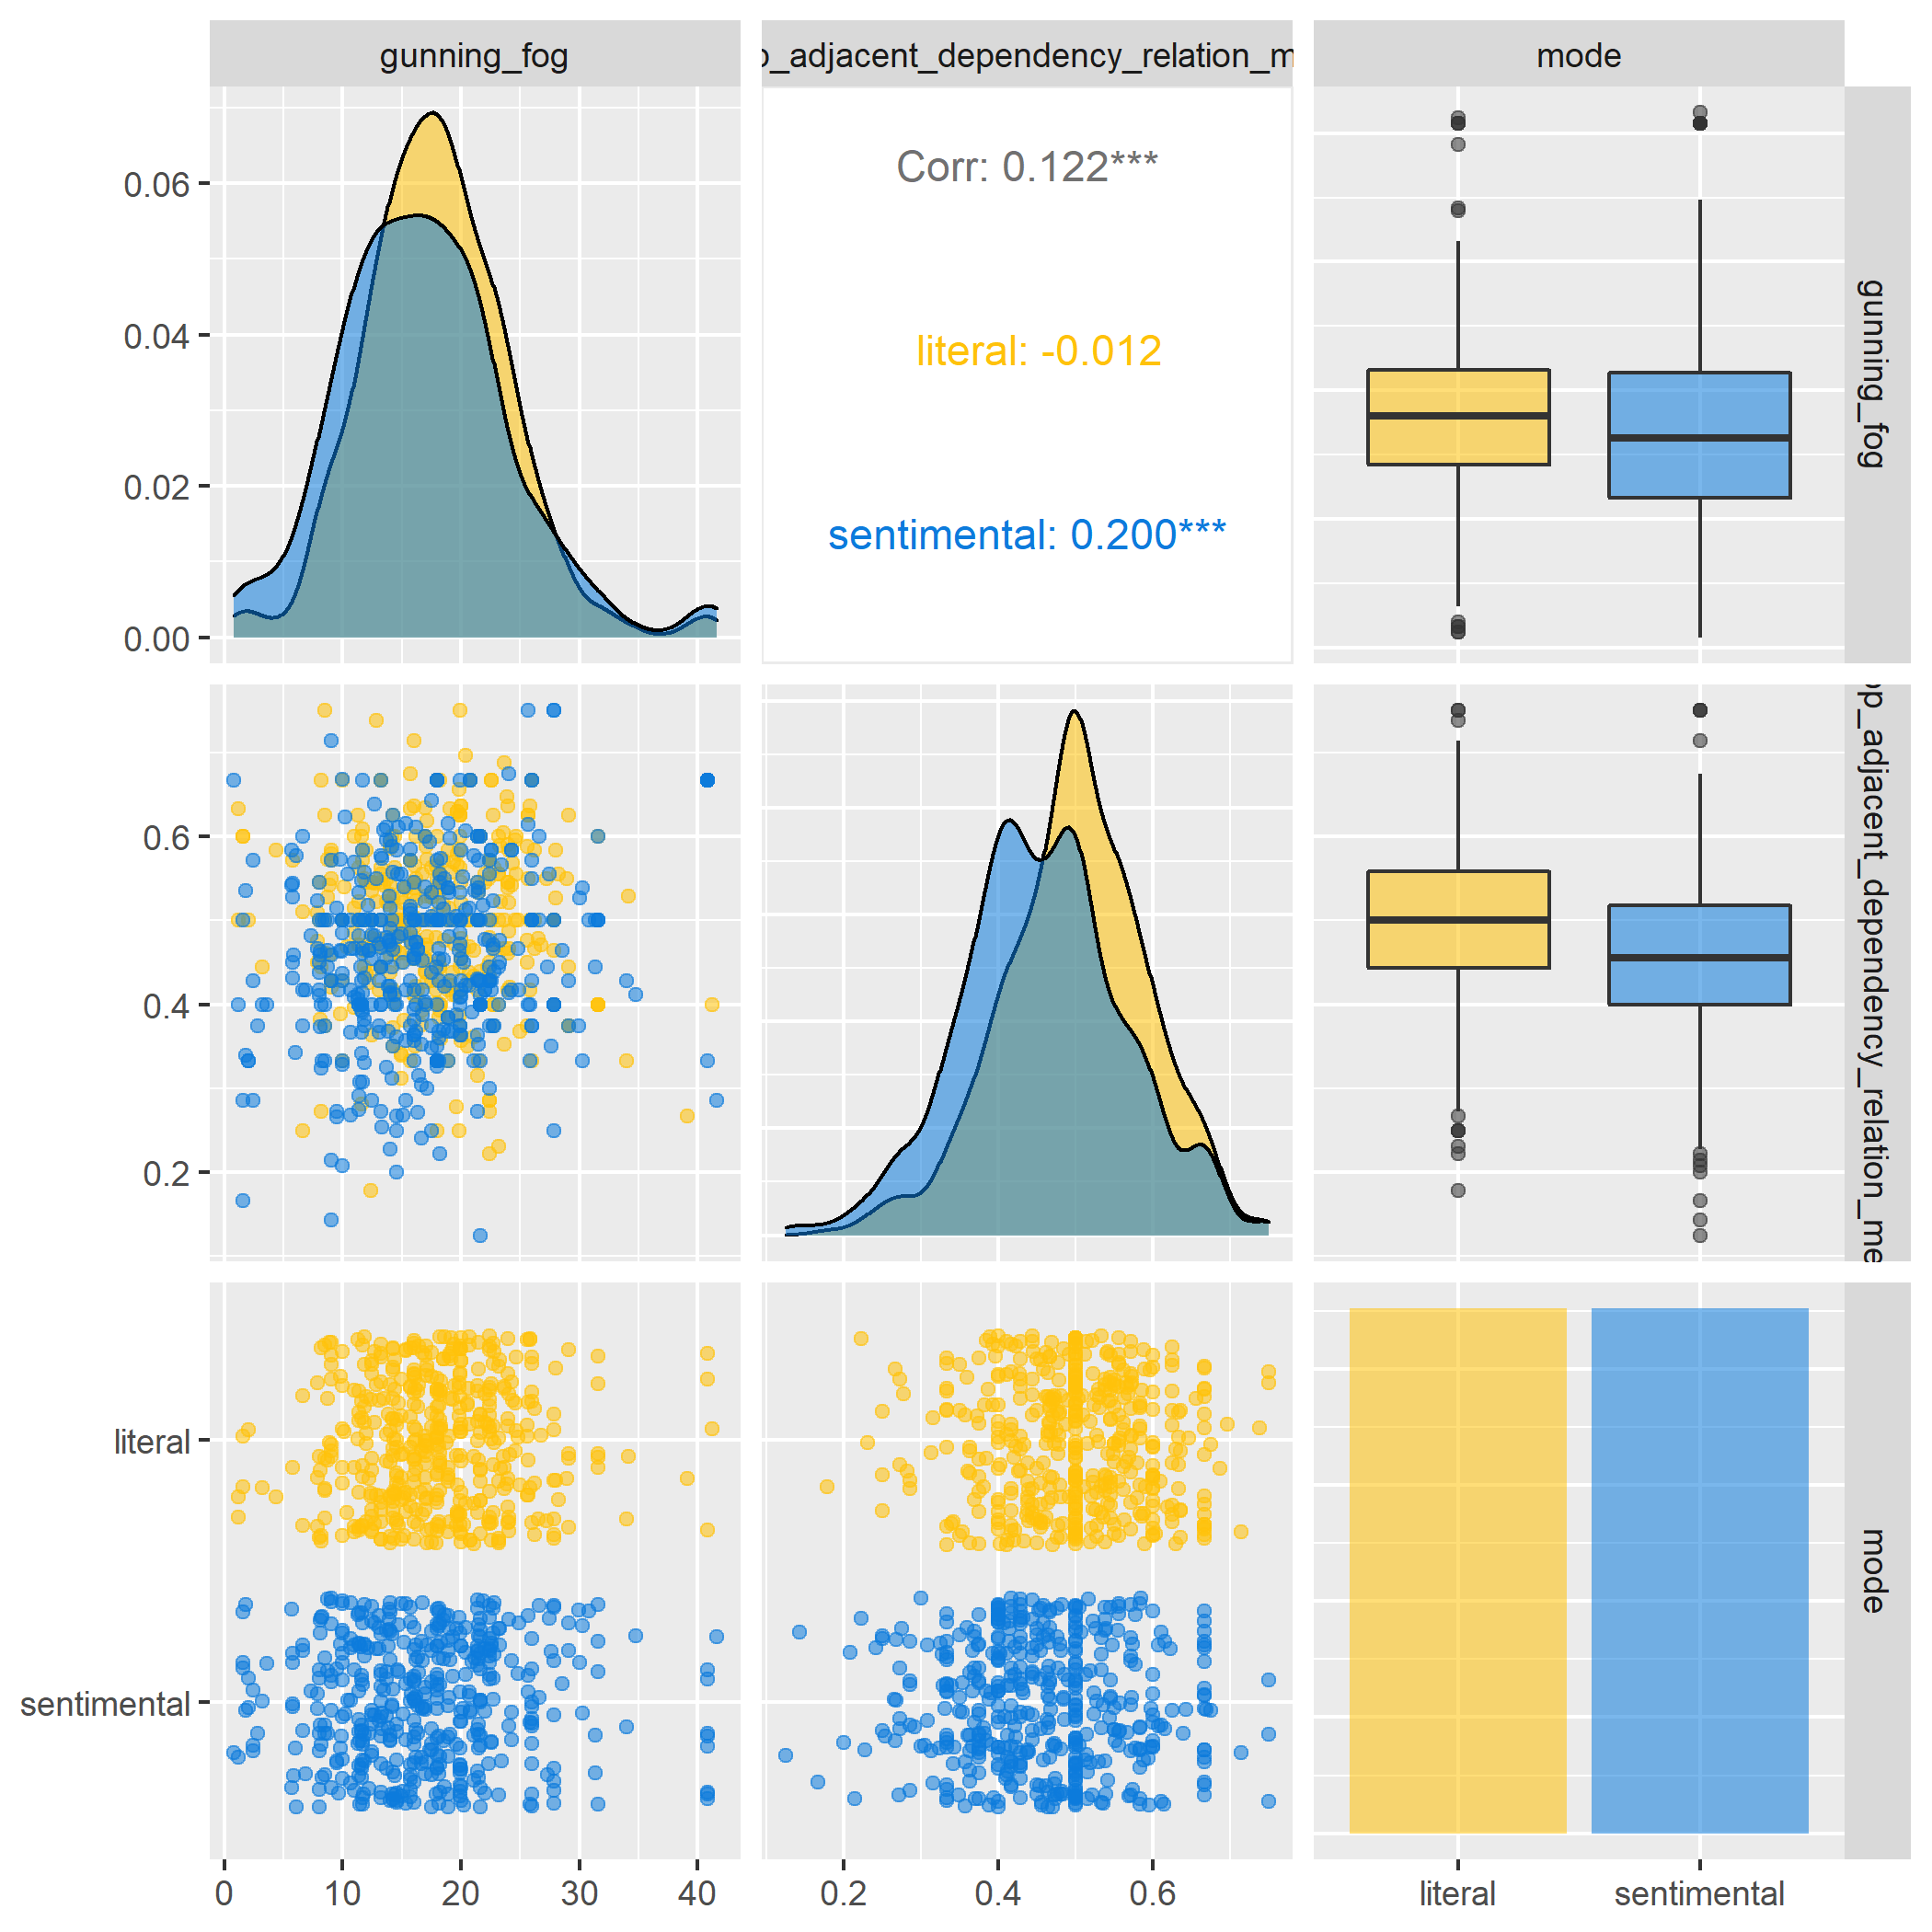 gunning_fog
_adjacent_dependency_relation_m
mode
0.06
0.04
0.02
0.00
Corr: 0.122***
literal: -0.012
sentimental: 0.200***
gunning_fog
0.6
0.4
0.2
_adjacent_dependency_relation_me
literal
sentimental
mode
0 10 20 30 40
0.2 0.4 0.6
literal sentimental